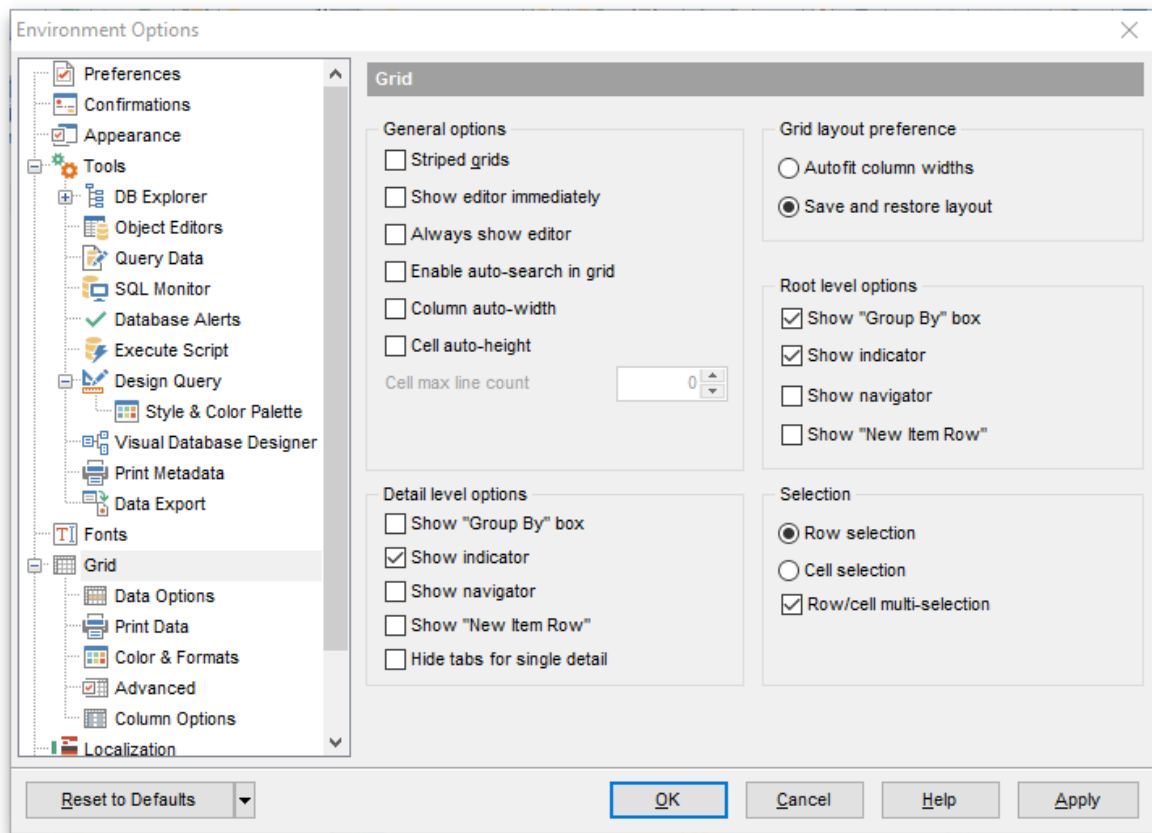 Environment Options
Preferences
Confirmations
Appearance
Tools
DB Explorer
Object Editors
Query Data
SQL Monitor
Database Alerts
Execute Script
Design Query
Style & Color Palette
Visual Database Designer
Print Metadata
Data Export
Fonts
Grid
Data Options
Print Data
Color & Formats
Advanced
Column Options
Localization
Grid
General options
Striped grids
Show editor immediately
Always show editor
Enable auto-search in grid
Column auto-width
Cell auto-height
Cell max line count 0
Grid layout preference
Autofit column widths
Save and restore layout
Root level options
Show "Group By" box
Show indicator
Show navigator
Show "New Item Row"
Detail level options
Show "Group By" box
Show indicator
Show navigator
Show "New Item Row"
Hide tabs for single detail
Selection
Row selection
Cell selection
Row/cell multi-selection
Reset to Defaults OK Cancel Help Apply